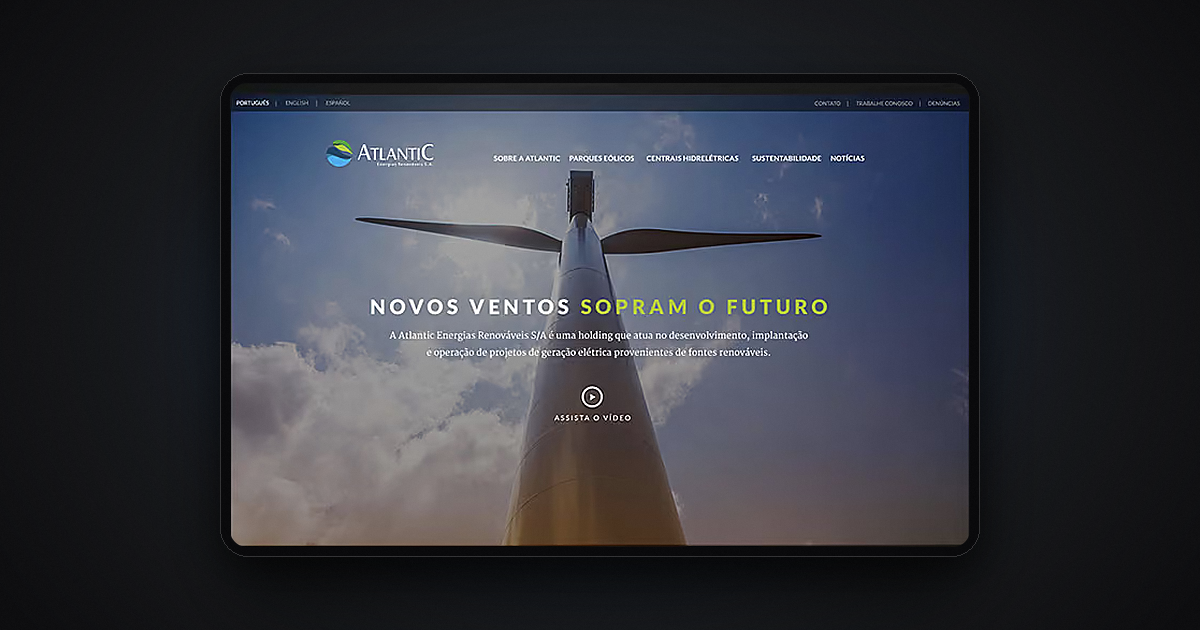 PORTUGUÊS | ENGLISH | ESPAÑOL
CONTATO | TRABALHE CONOSCO | DENÚNCIAS
ATLANTIC
Energias Renováveis S.A.
SOBRE A ATLANTIC PARQUES EÓLICOS CENTRAIS HIDRELÉTRICAS SUSTENTABILIDADE NOTÍCIAS
NOVOS VENTOS SOPRAM O FUTURO
A Atlantic Energias Renováveis S/A é uma holding que atua no desenvolvimento, implantação
e operação de projetos de geração elétrica provenientes de fontes renováveis.
ASSISTA O VÍDEO